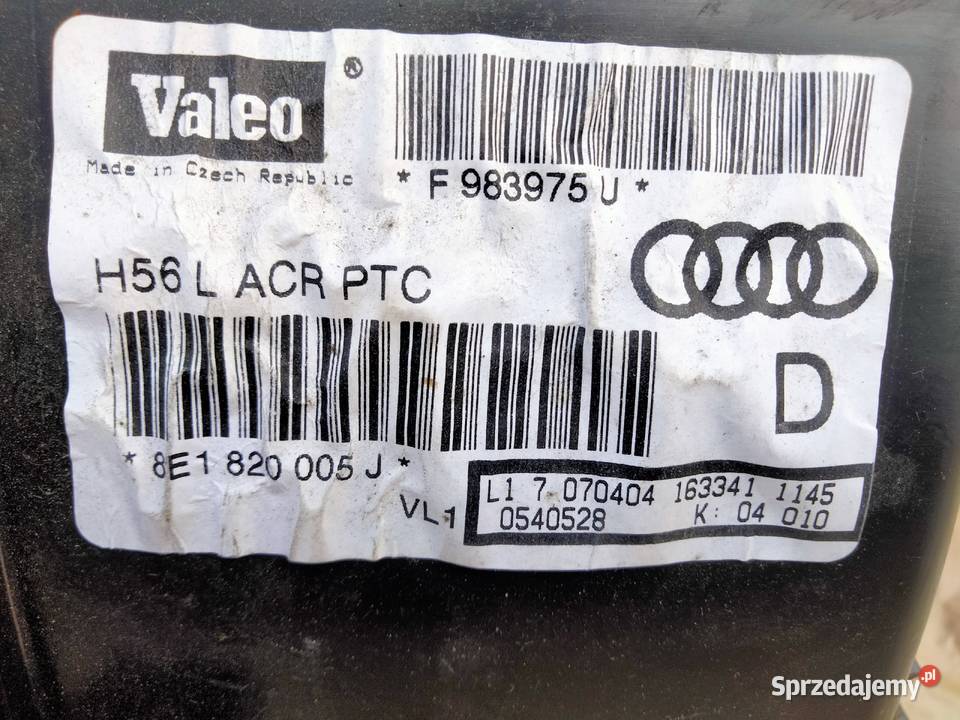 Valeo ®
Made in Czech Republic
* F 983975 U *
H56 L ACR PTC
D
* 8E1 820 005 J *
VL1
L1 7 070404 163341 1145
0540528 K: 04 010
Sprzedajemy.pl